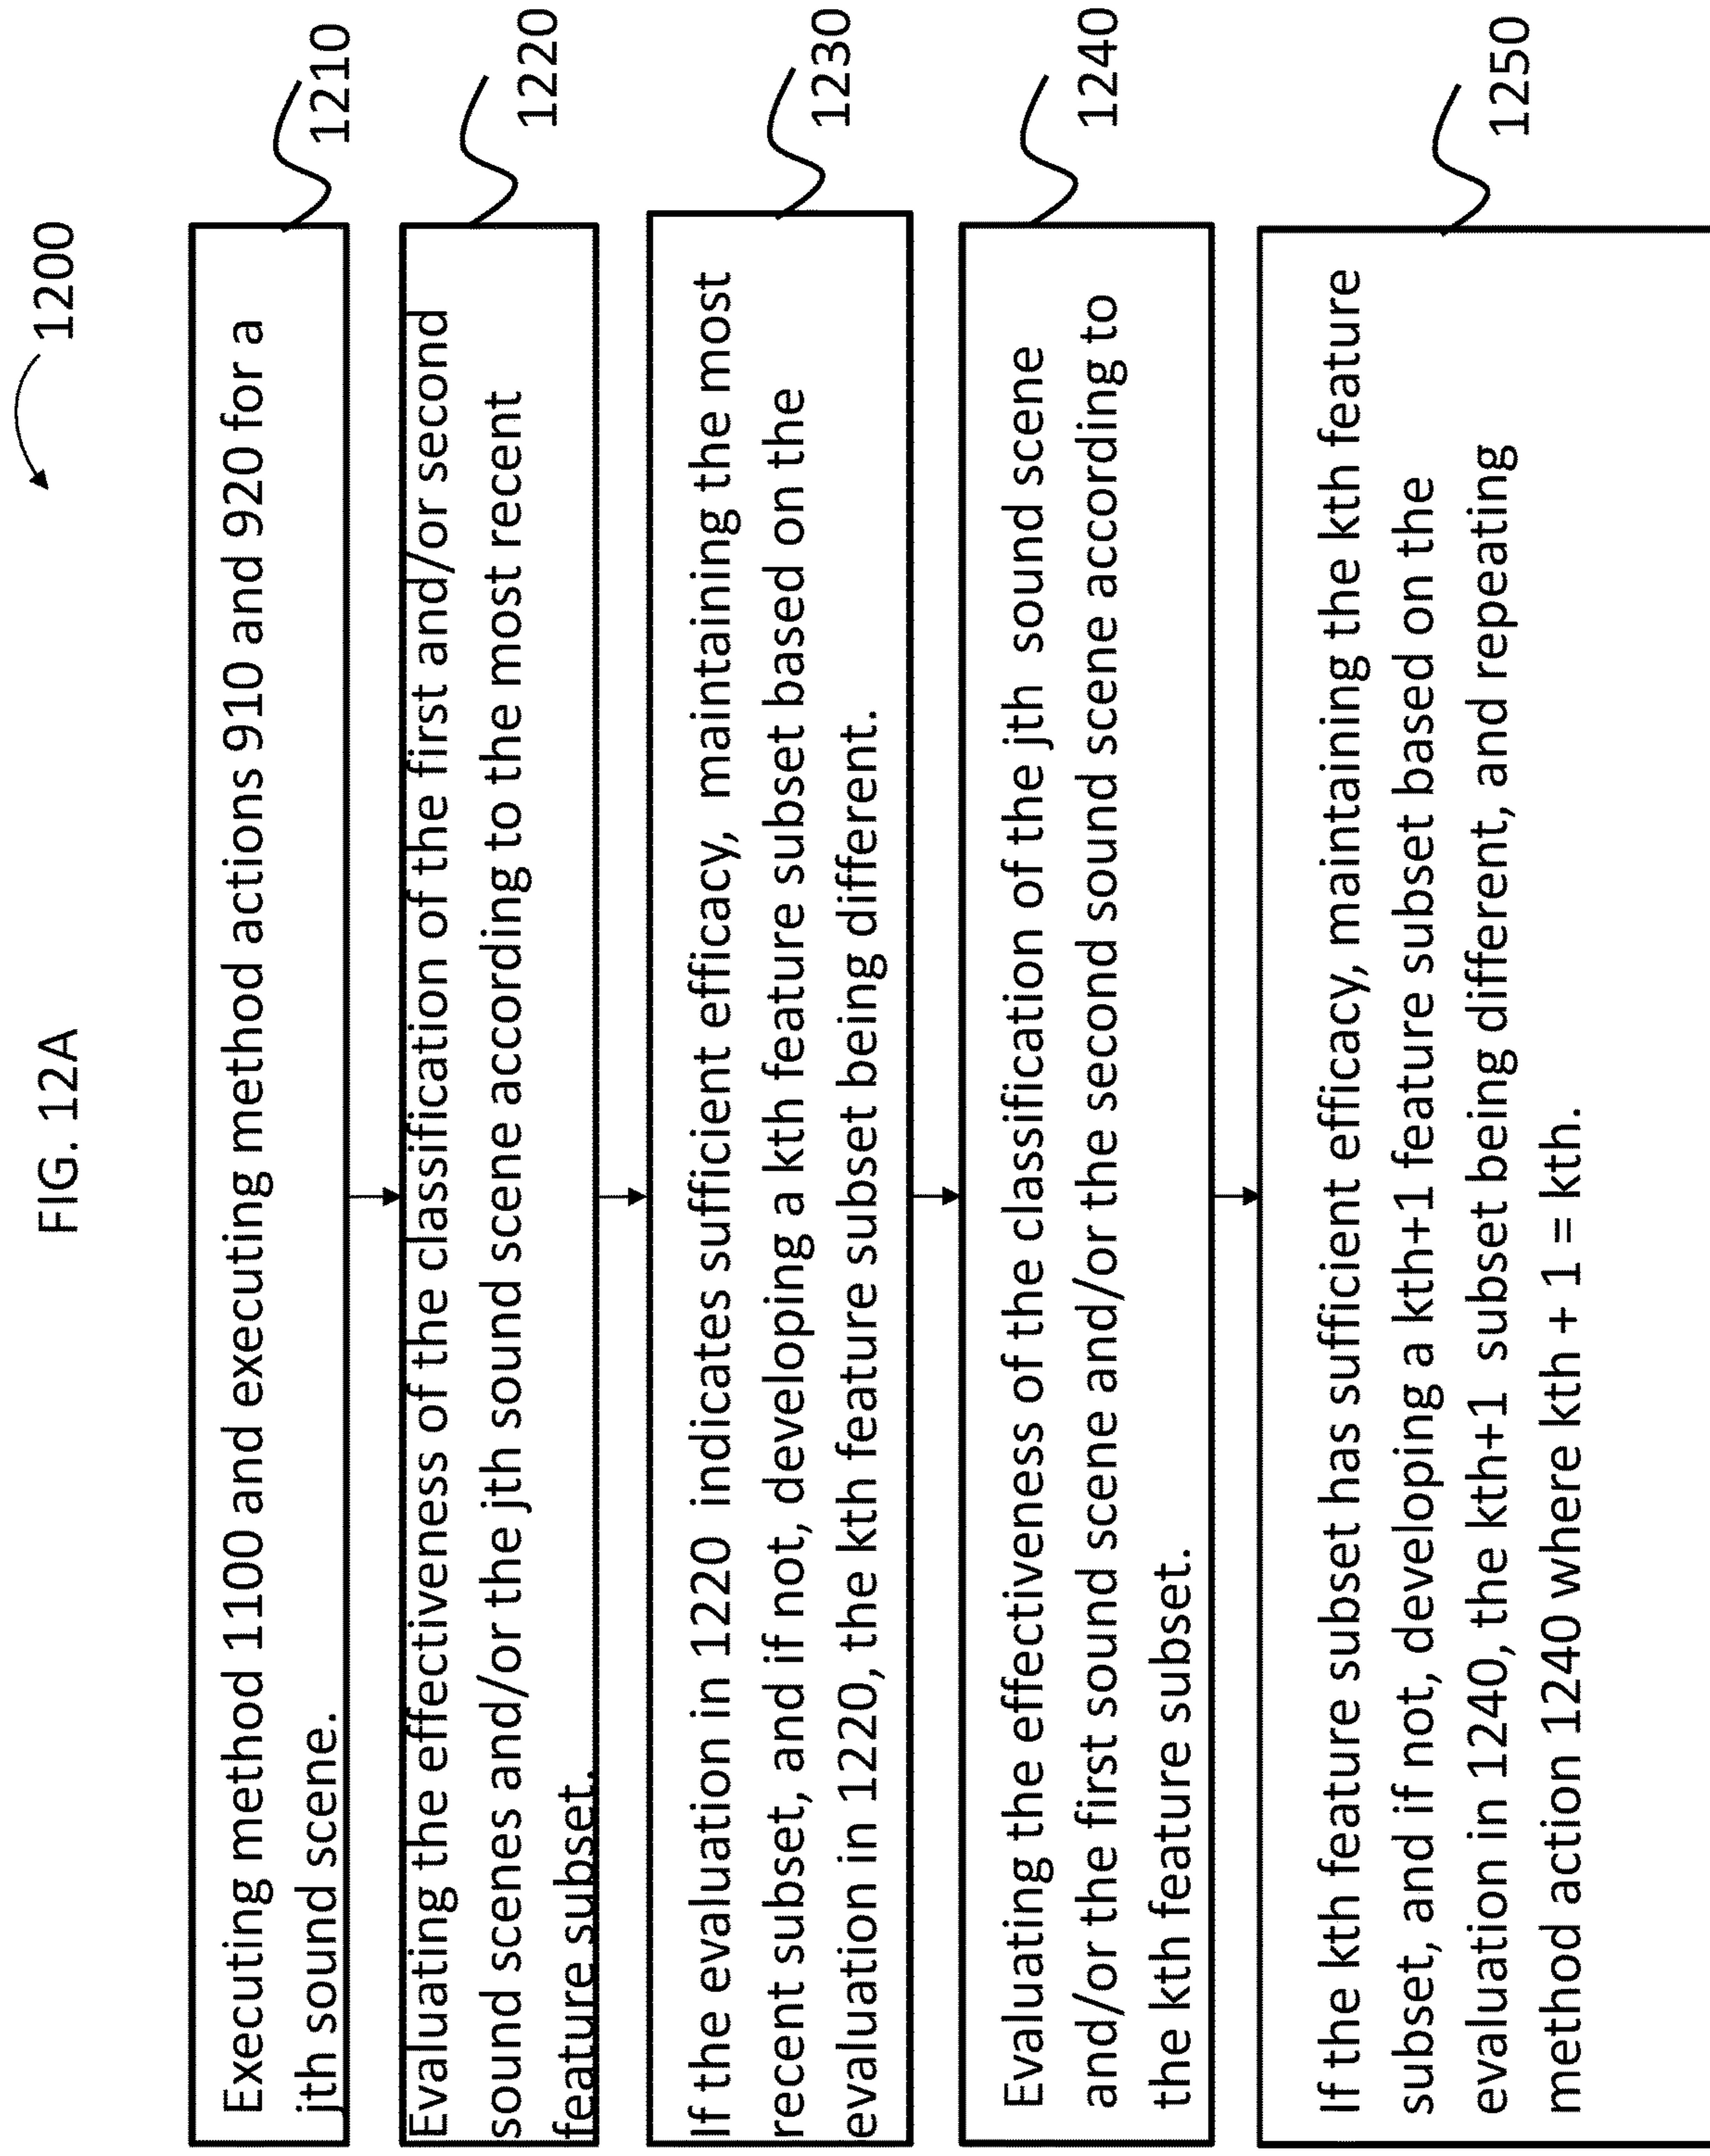 FIG. 12A
1200
Executing method 1100 and executing method actions 910 and 920 for a
jth sound scene.
1210
Evaluating the effectiveness of the classification of the first and/or second
sound scenes and/or the jth sound scene according to the most recent
feature subset.
1220
If the evaluation in 1220 indicates sufficient efficacy, maintaining the most
recent subset, and if not, developing a kth feature subset based on the
evaluation in 1220, the kth feature subset being different.
1230
Evaluating the effectiveness of the classification of the jth sound scene
and/or the first sound scene and/or the second sound scene according to
the kth feature subset.
1240
If the kth feature subset has sufficient efficacy, maintaining the kth feature
subset, and if not, developing a kth+1 feature subset based on the
evaluation in 1240, the kth+1 subset being different, and repeating
method action 1240 where kth + 1 = kth.
1250